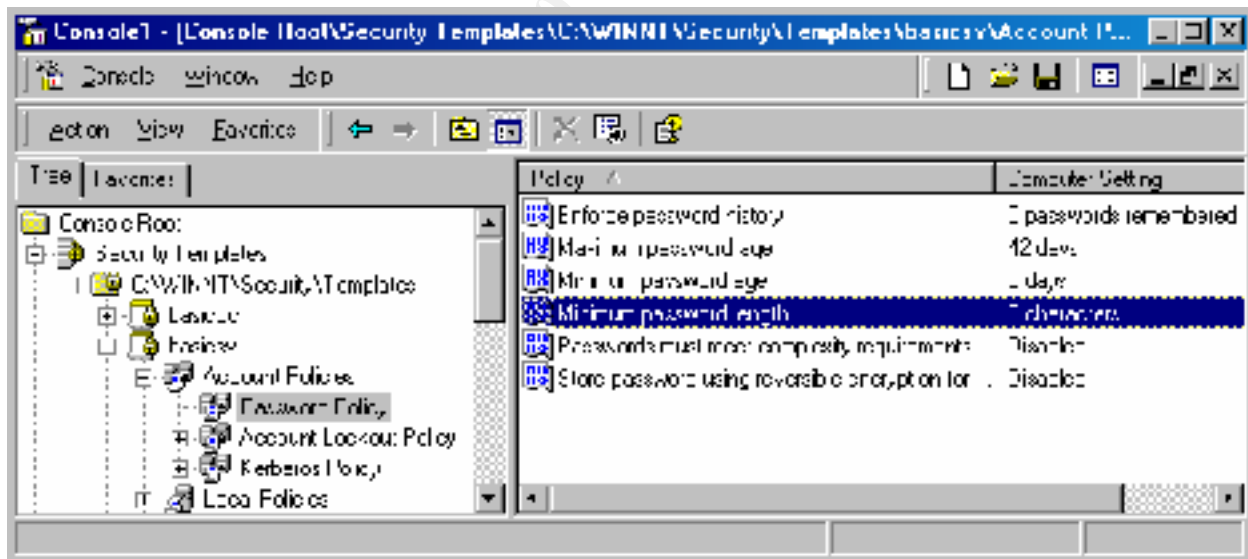 Console1 - [Console Root\Security Templates\C:\WINNT\Security\Templates\basicsv\Account P...
Console Window Help
Action View Favorites
Tree Favorites
Policy Computer Setting
Console Root
Security Templates
C:\WINNT\Security\Templates
basicdc
basicsv
Account Policies
Password Policy
Account Lockout Policy
Kerberos Policy
Local Policies
Enforce password history passwords remembered
Maximum password age 42 days
Minimum password age days
Minimum password length characters
Passwords must meet complexity requirements Disabled
Store password using reversible encryption for ... Disabled